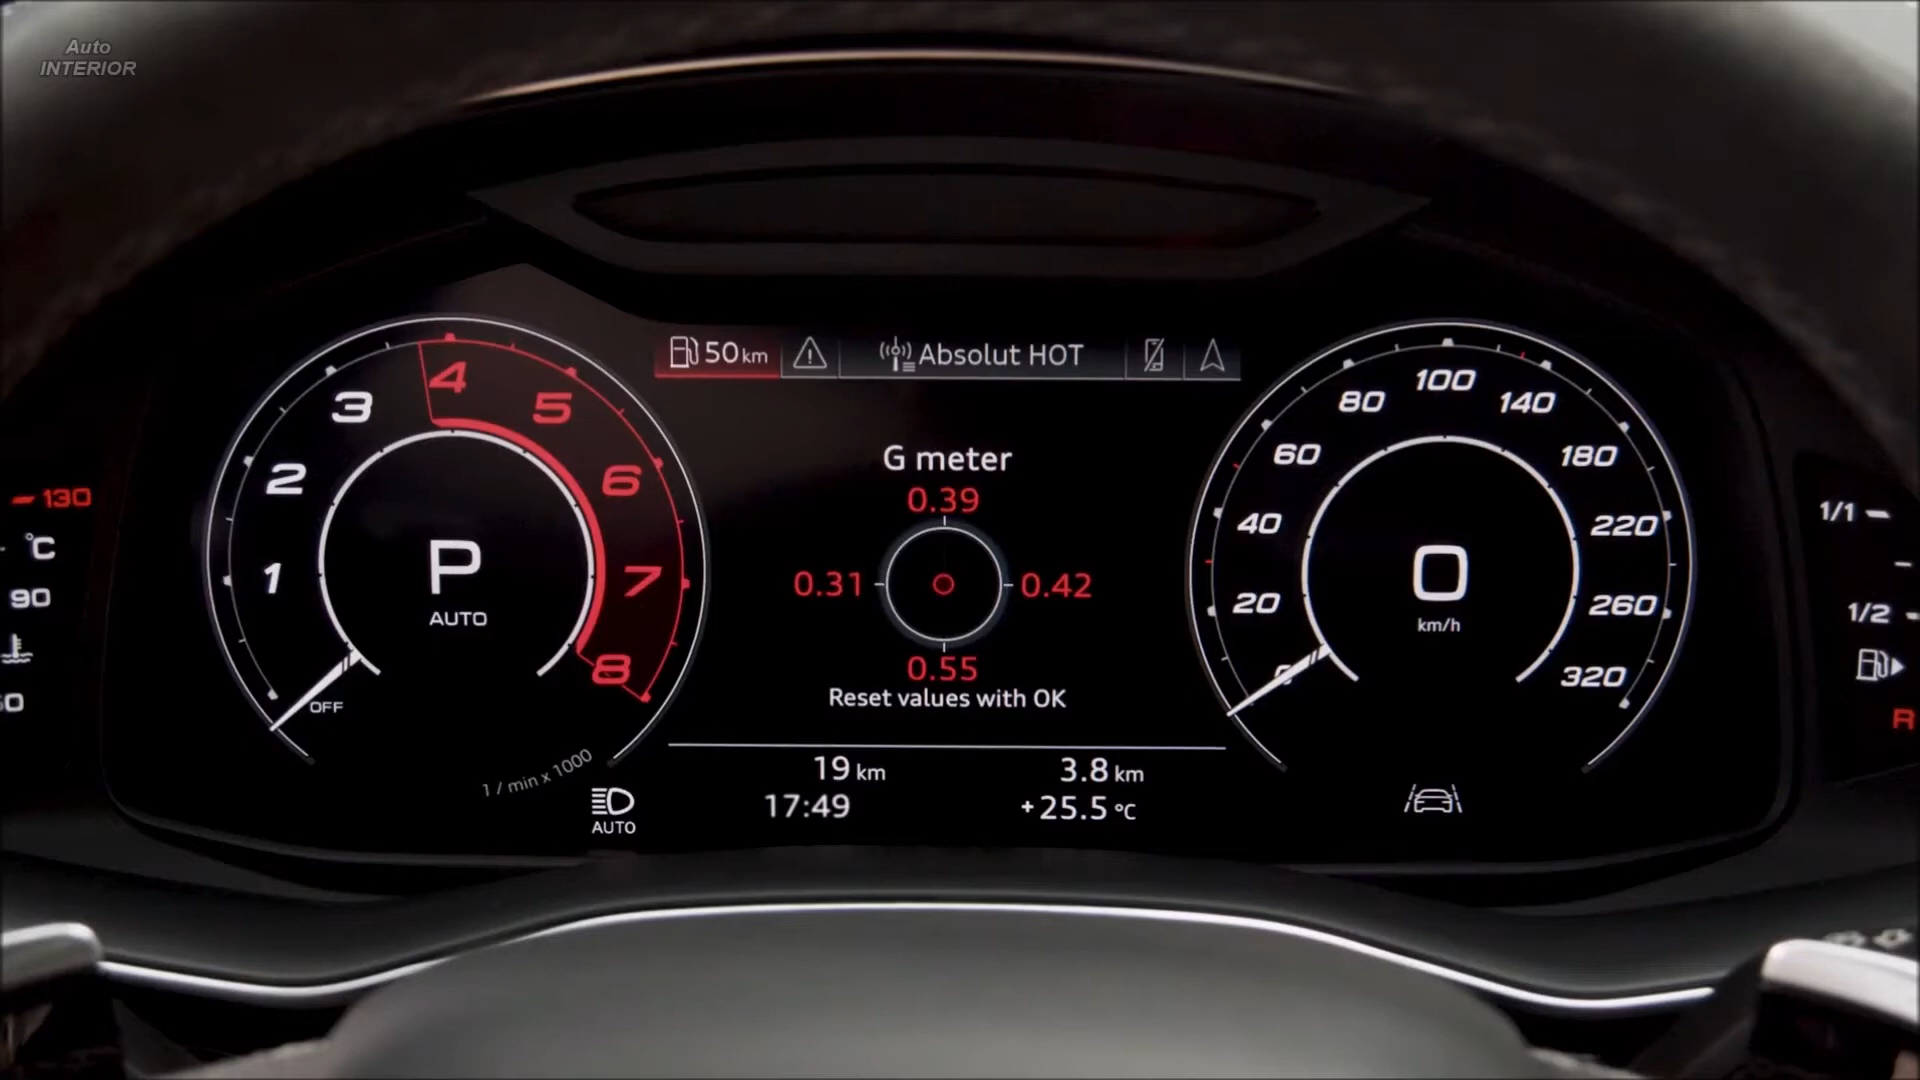 Auto
INTERIOR
50 km
Absolut HOT
G meter
0.39
0.31
0.42
0.55
Reset values with OK
19 km
3.8 km
17:49
+25.5 °C
1
2
3
4
5
6
7
8
P
AUTO
OFF
1 / min x 1000
AUTO
0
20
40
60
80
100
140
180
220
260
320
0
km/h
130
°C
90
1/1
1/2
R